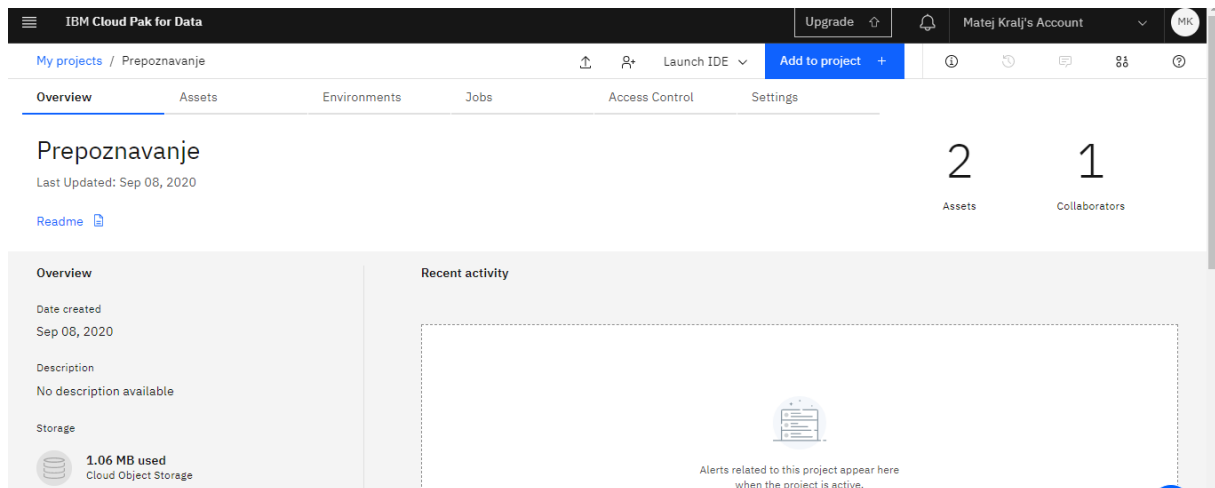 IBM Cloud Pak for Data Upgrade Matej Kralj's Account MK
My projects / Prepoznavanje Launch IDE Add to project +
Overview Assets Environments Jobs Access Control Settings
Prepoznavanje
Last Updated: Sep 08, 2020
Readme
2 1
Assets Collaborators
Overview
Date created
Sep 08, 2020
Description
No description available
Storage
1.06 MB used
Cloud Object Storage
Recent activity
Alerts related to this project appear here
when the project is active.